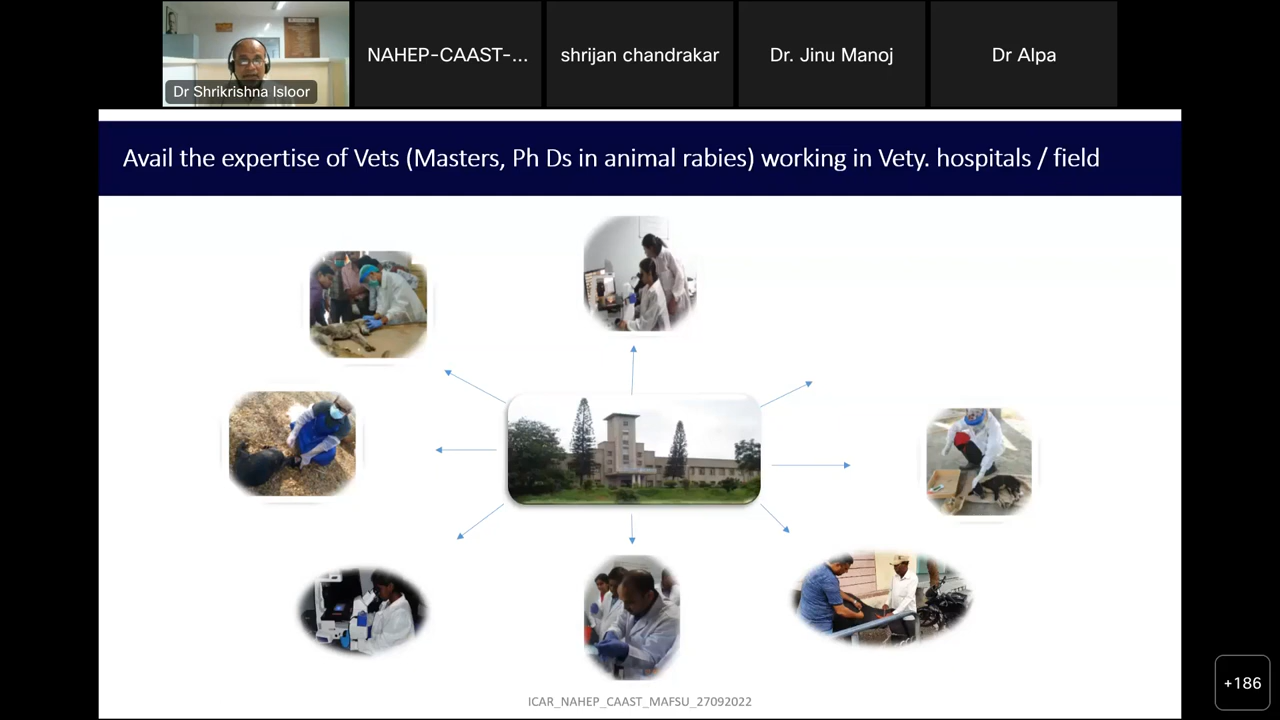 Dr Shrikrishna Isloor
NAHEP-CAAST-...
shrijan chandrakar
Dr. Jinu Manoj
Dr Alpa
Avail the expertise of Vets (Masters, Ph Ds in animal rabies) working in Vety. hospitals / field
ICAR_NAHEP_CAAST_MAFSU_27092022
+186